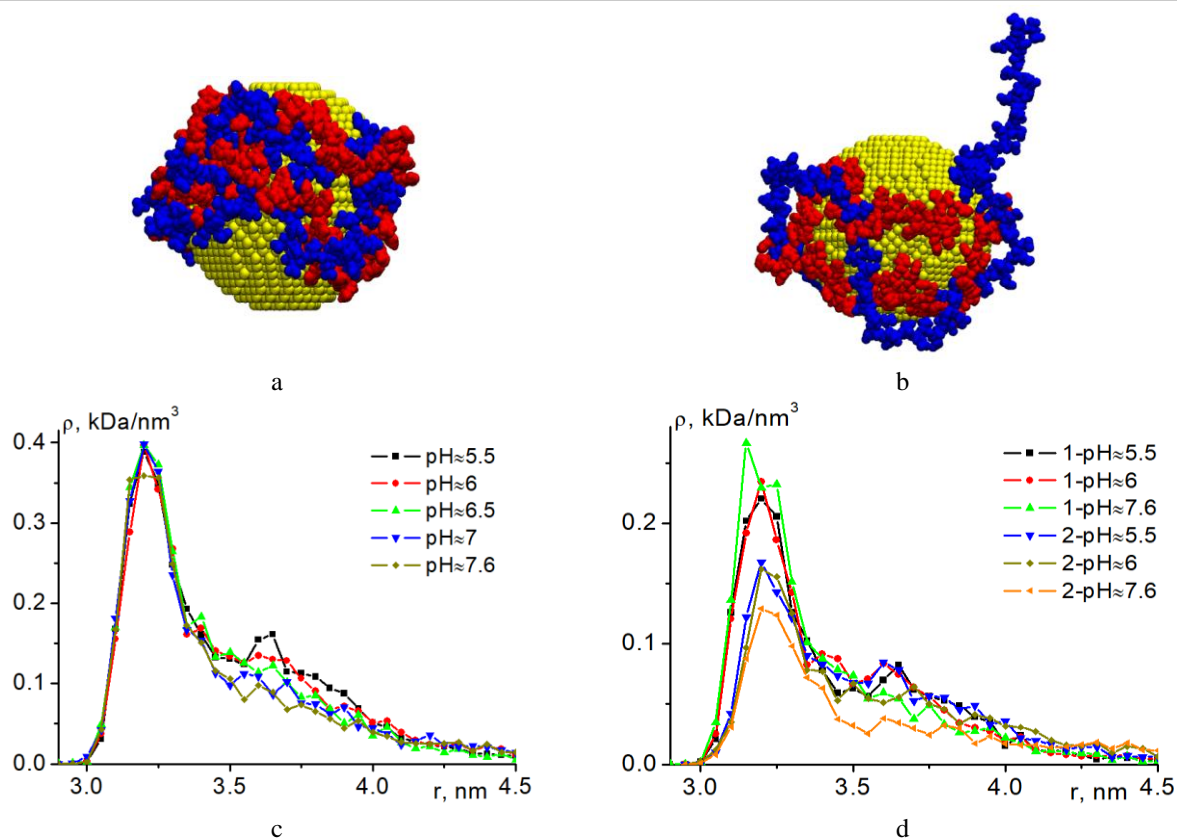 a
b
ρ, kDa/nm³
0.4
0.3
0.2
0.1
0.0
3.0
3.5
4.0
4.5
r, nm
pH≈5.5
pH≈6
pH≈6.5
pH≈7
pH≈7.6
c
ρ, kDa/nm³
0.2
0.1
0.0
3.0
3.5
4.0
4.5
r, nm
1-pH≈5.5
1-pH≈6
1-pH≈7.6
2-pH≈5.5
2-pH≈6
2-pH≈7.6
d